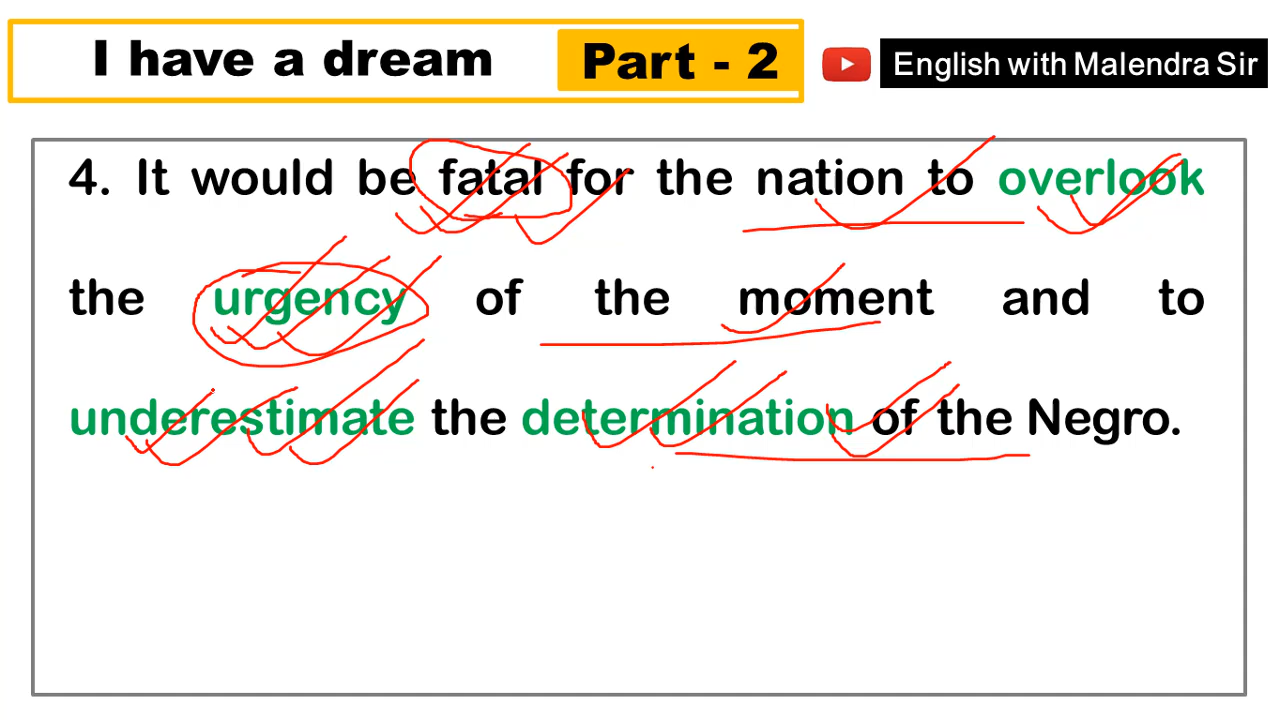 I have a dream
Part - 2
English with Malendra Sir
4. It would be fatal for the nation to overlook
the urgency of the moment and to
underestimate the determination of the Negro.